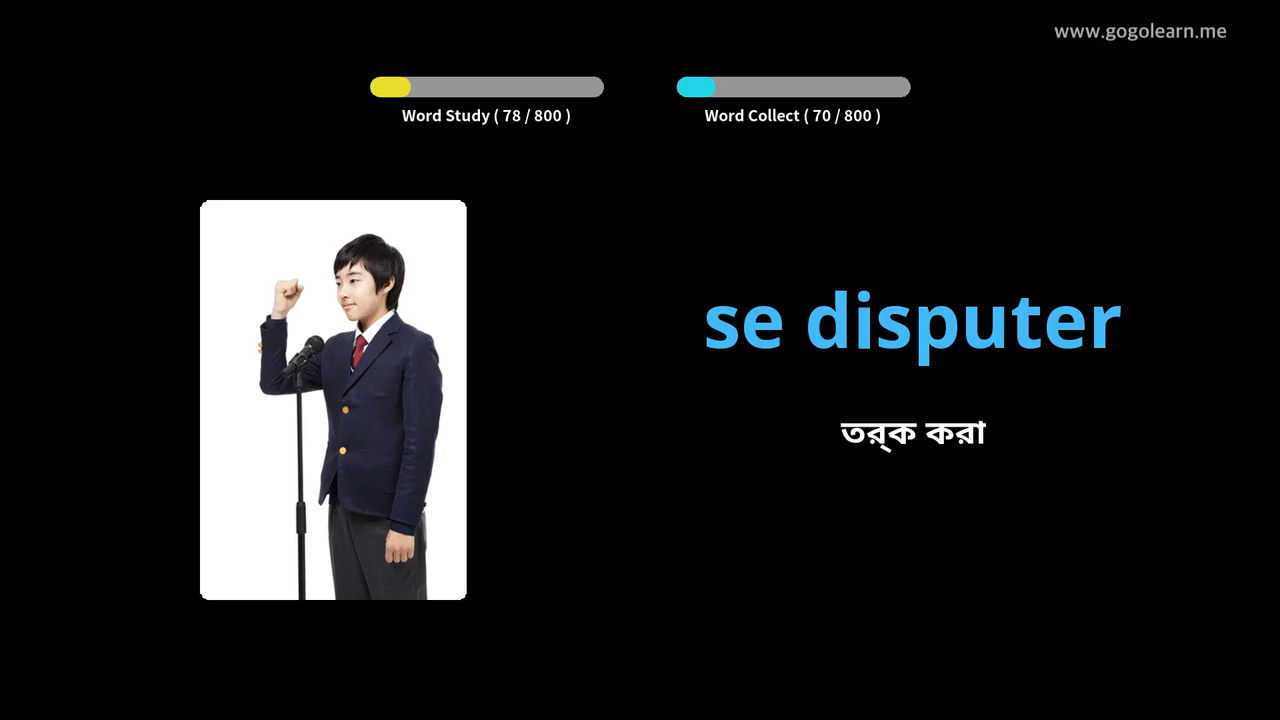 www.gogolearn.me
Word Study ( 78 / 800 )
Word Collect ( 70 / 800 )
se disputer
তর্ক করা